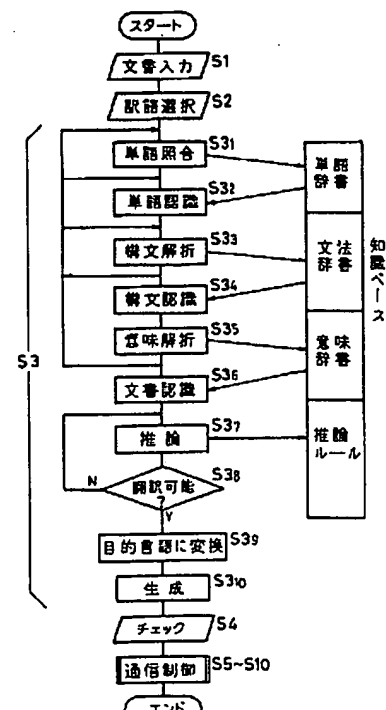 スタート
文書入力 S1
訳語選択 S2
単語照合 S31
単語認識 S32
構文解折 S33
構文認識 S34
意味解折 S35
文書認識 S36
推論 S37
翻訳可能
?
S38
N
Y
目的言語に変換 S39
生成 S310
チェック S4
通信制御 S5~S10
エンド
S3
単語
辞書
文法
辞書
意味
辞書
推論
ルール
知識ベース